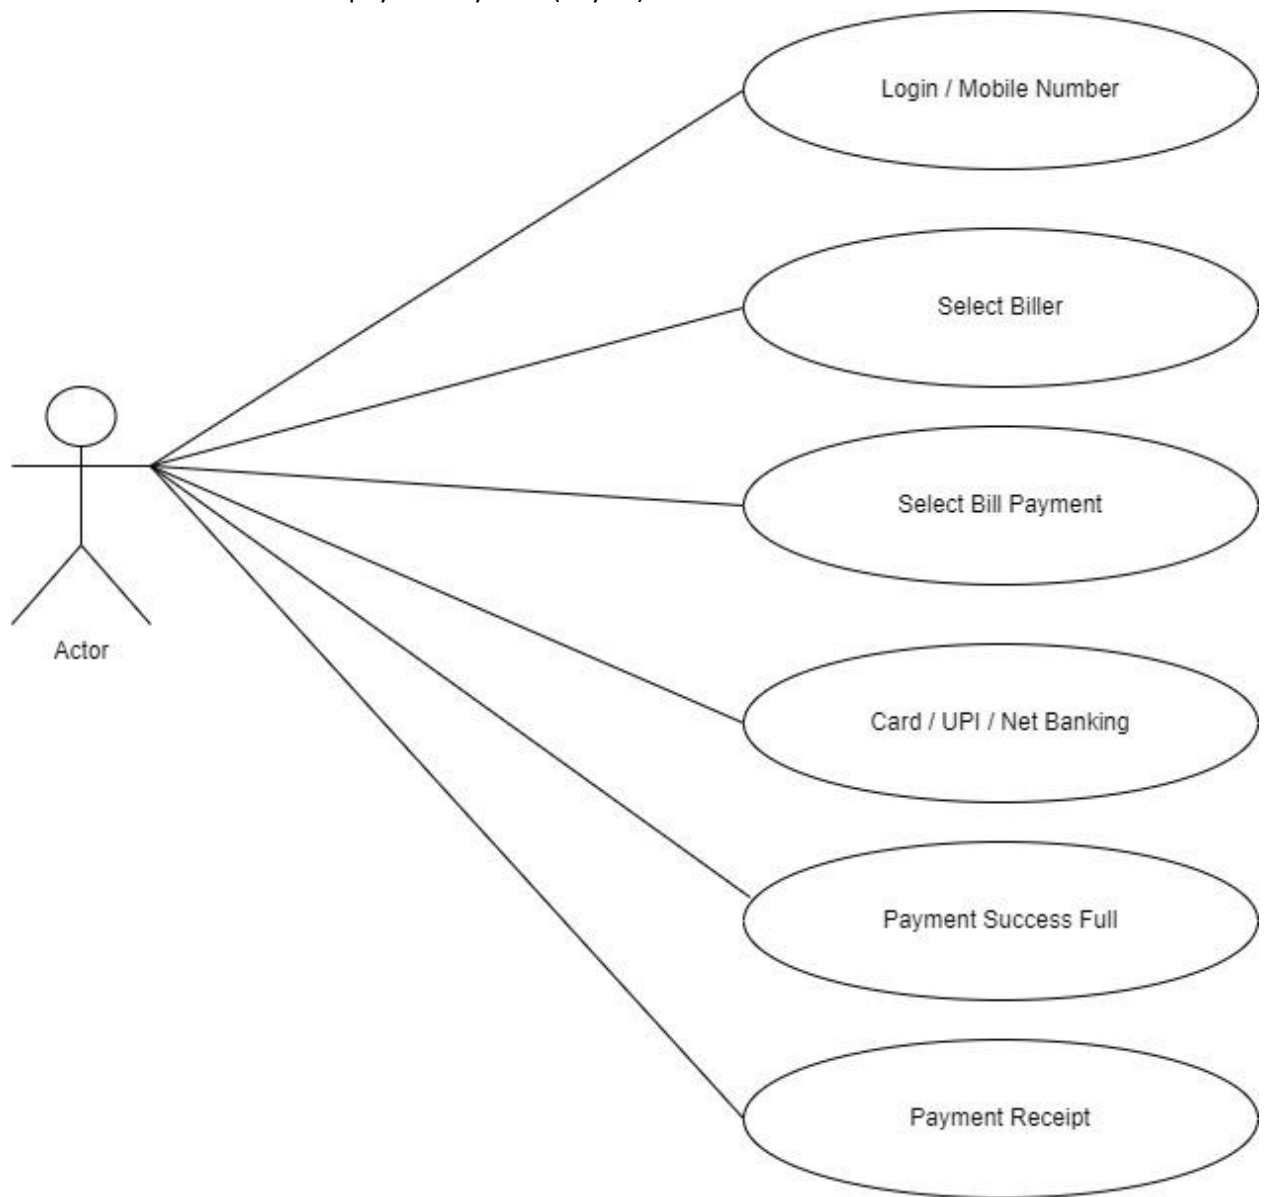 Login / Mobile Number
Select Biller
Select Bill Payment
Actor
Card / UPI / Net Banking
Payment Success Full
Payment Receipt